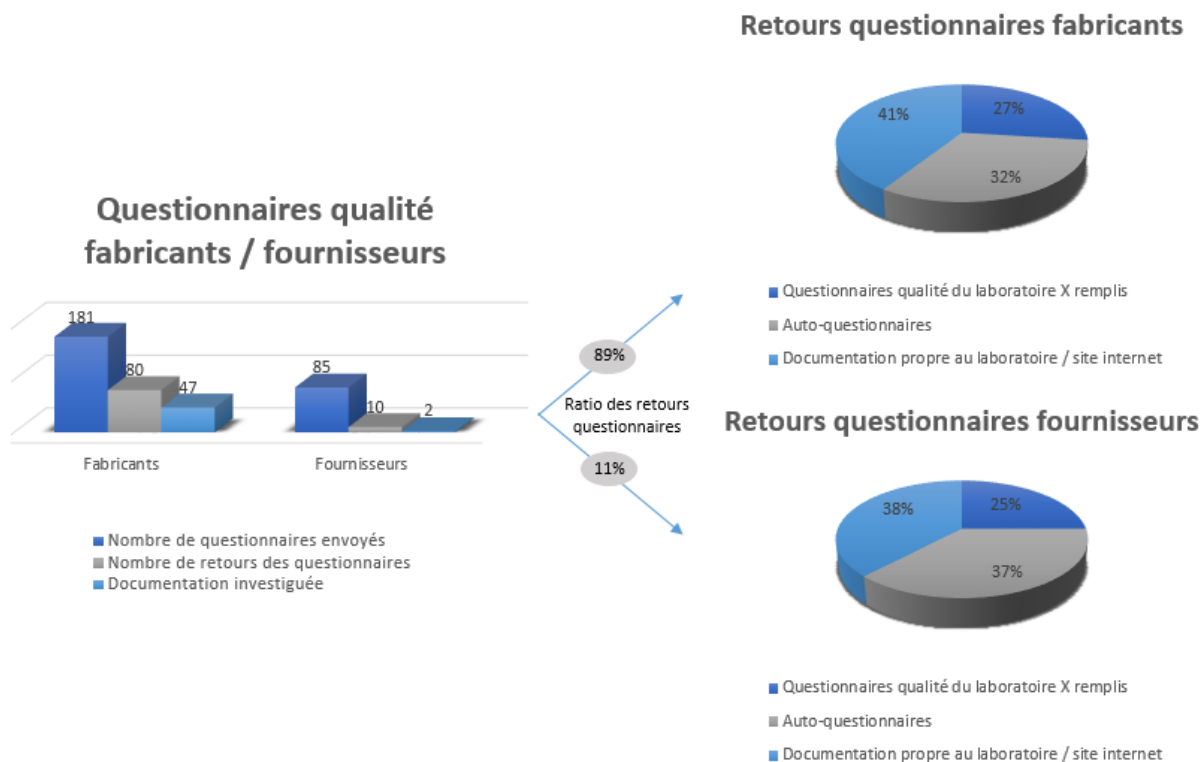 Questionnaires qualité
fabricants / fournisseurs
181
80
47
85
10
2
Fabricants
Fournisseurs
Nombre de questionnaires envoyés
Nombre de retours des questionnaires
Documentation investiguée
89%
Ratio des retours
questionnaires
11%
Retours questionnaires fabricants
41%
27%
32%
Questionnaires qualité du laboratoire X remplis
Auto-questionnaires
Documentation propre au laboratoire / site internet
Retours questionnaires fournisseurs
38%
25%
37%
Questionnaires qualité du laboratoire X remplis
Auto-questionnaires
Documentation propre au laboratoire / site internet